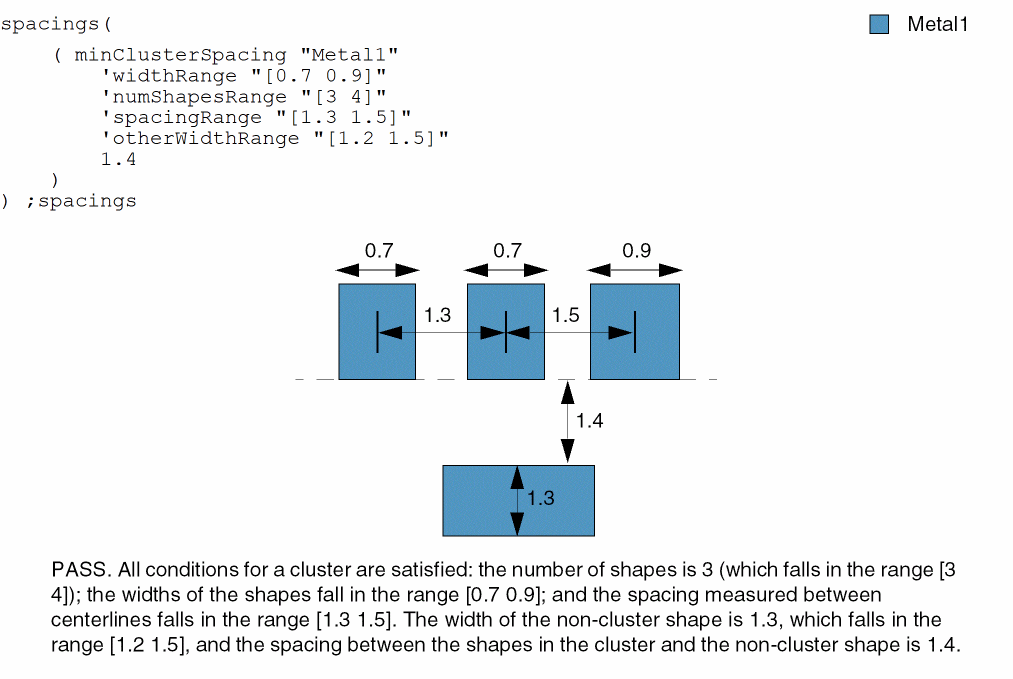 spacings(
Metal1
( minClusterSpacing "Metal1"
'widthRange "[0.7 0.9]"
'numShapesRange "[3 4]"
'spacingRange "[1.3 1.5]"
'otherWidthRange "[1.2 1.5]"
1.4
)
) ;spacings
0.7 0.7 0.9
1.3 1.5
1.4
1.3
PASS. All conditions for a cluster are satisfied: the number of shapes is 3 (which falls in the range [3
4]); the widths of the shapes fall in the range [0.7 0.9]; and the spacing measured between
centerlines falls in the range [1.3 1.5]. The width of the non-cluster shape is 1.3, which falls in the
range [1.2 1.5], and the spacing between the shapes in the cluster and the non-cluster shape is 1.4.